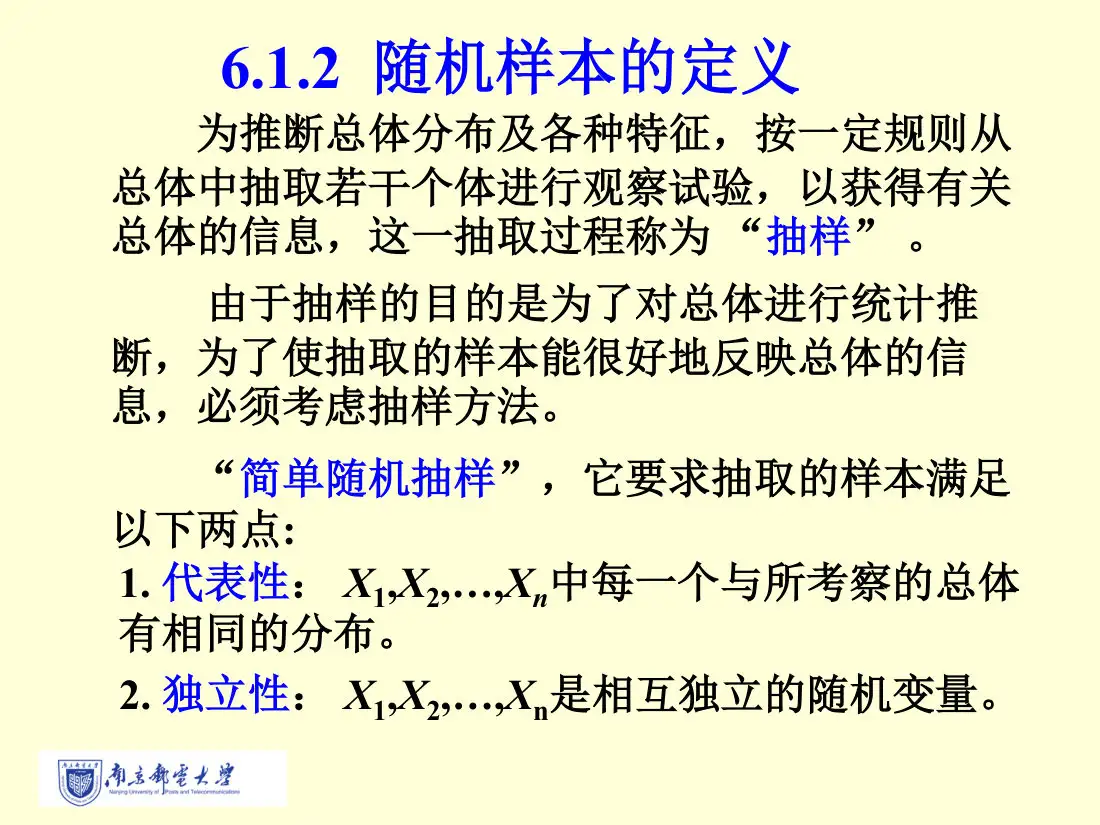 6.1.2 随机样本的定义
为推断总体分布及各种特征，按一定规则从
总体中抽取若干个体进行观察试验，以获得有关
总体的信息，这一抽取过程称为 “抽样” 。
由于抽样的目的是为了对总体进行统计推
断，为了使抽取的样本能很好地反映总体的信
息，必须考虑抽样方法。
“简单随机抽样”，它要求抽取的样本满足
以下两点:
1. 代表性： X1,X2,…,Xn中每一个与所考察的总体
有相同的分布。
2. 独立性： X1,X2,…,Xn是相互独立的随机变量。
南京邮电大学
Nanjing University of Posts and Telecommunications